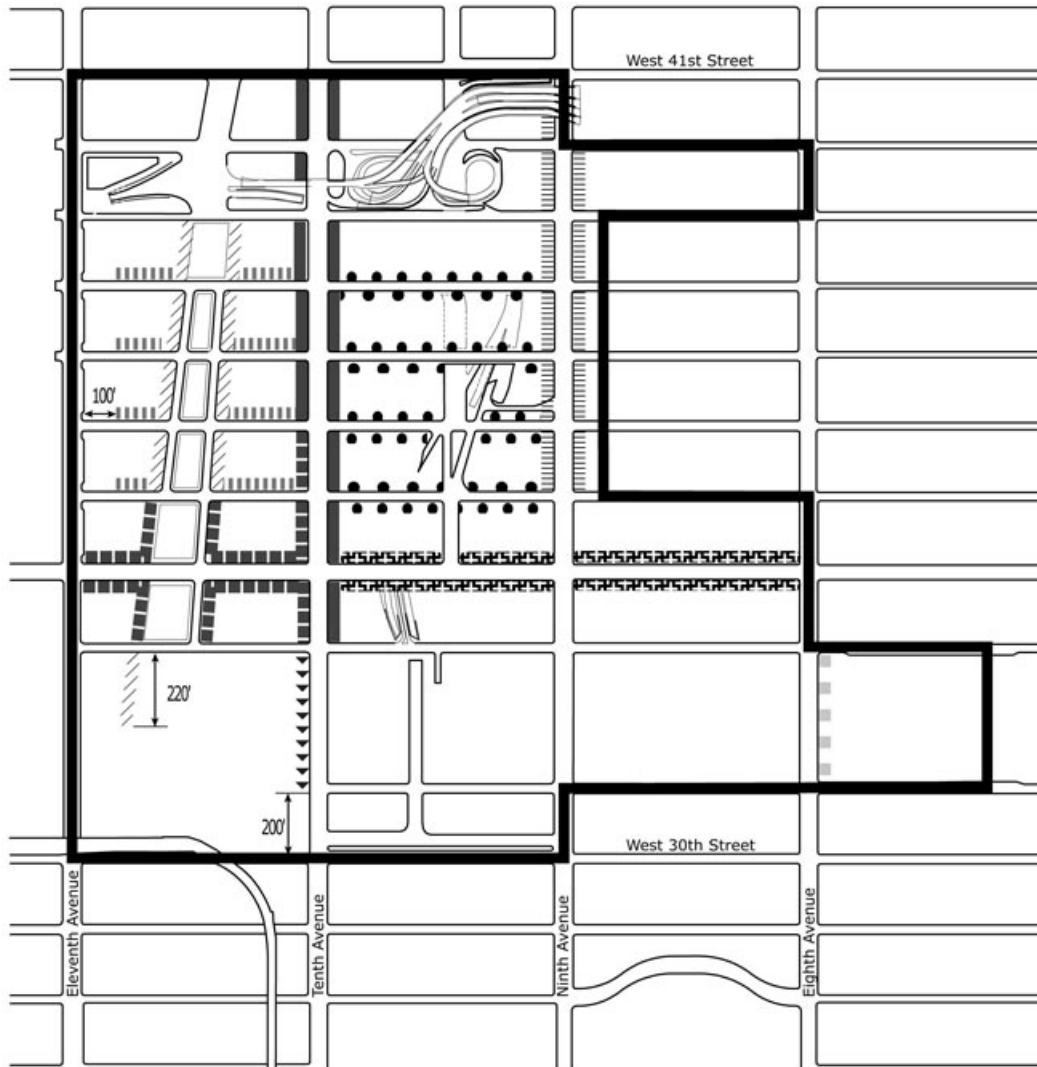 West 41st Street
100'
220'
200'
West 30th Street
Eleventh Avenue
Tenth Avenue
Ninth Avenue
Eighth Avenue